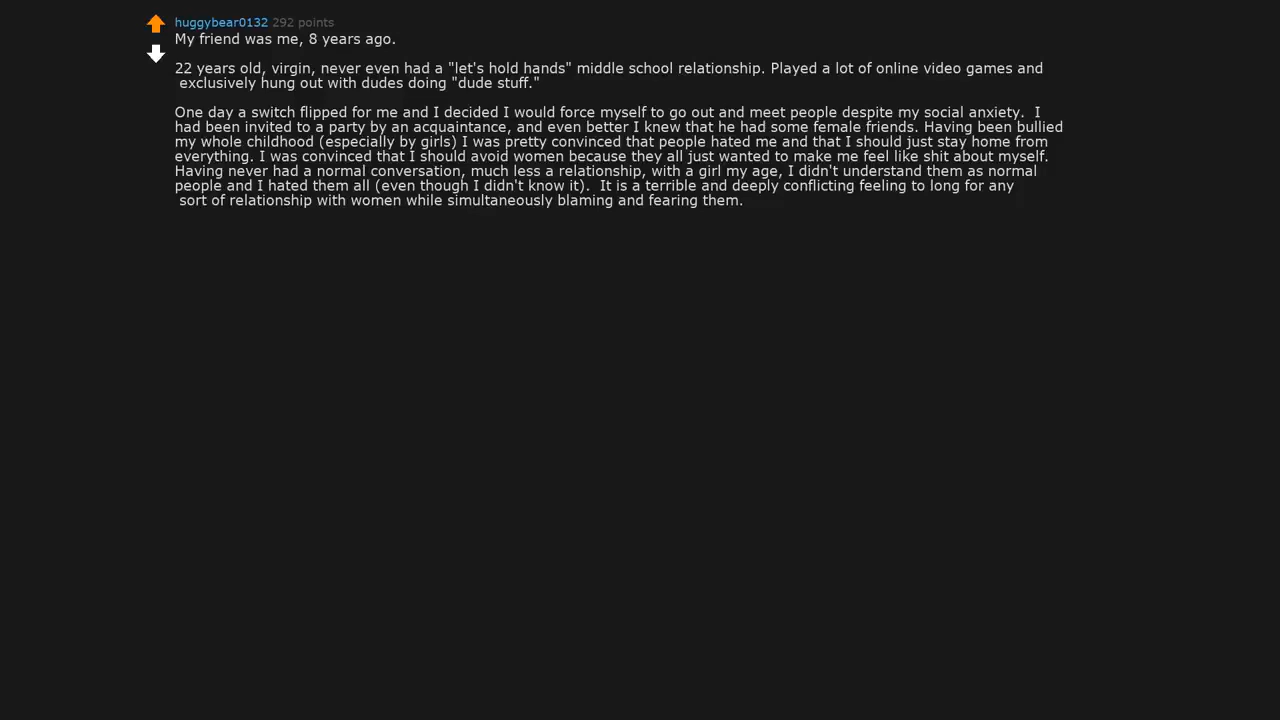 huggybear0132 292 points
My friend was me, 8 years ago.
22 years old, virgin, never even had a "let's hold hands" middle school relationship. Played a lot of online video games and
exclusively hung out with dudes doing "dude stuff."
One day a switch flipped for me and I decided I would force myself to go out and meet people despite my social anxiety.  I
had been invited to a party by an acquaintance, and even better I knew that he had some female friends. Having been bullied
my whole childhood (especially by girls) I was pretty convinced that people hated me and that I should just stay home from
everything. I was convinced that I should avoid women because they all just wanted to make me feel like shit about myself.
Having never had a normal conversation, much less a relationship, with a girl my age, I didn't understand them as normal
people and I hated them all (even though I didn't know it).  It is a terrible and deeply conflicting feeling to long for any
sort of relationship with women while simultaneously blaming and fearing them.